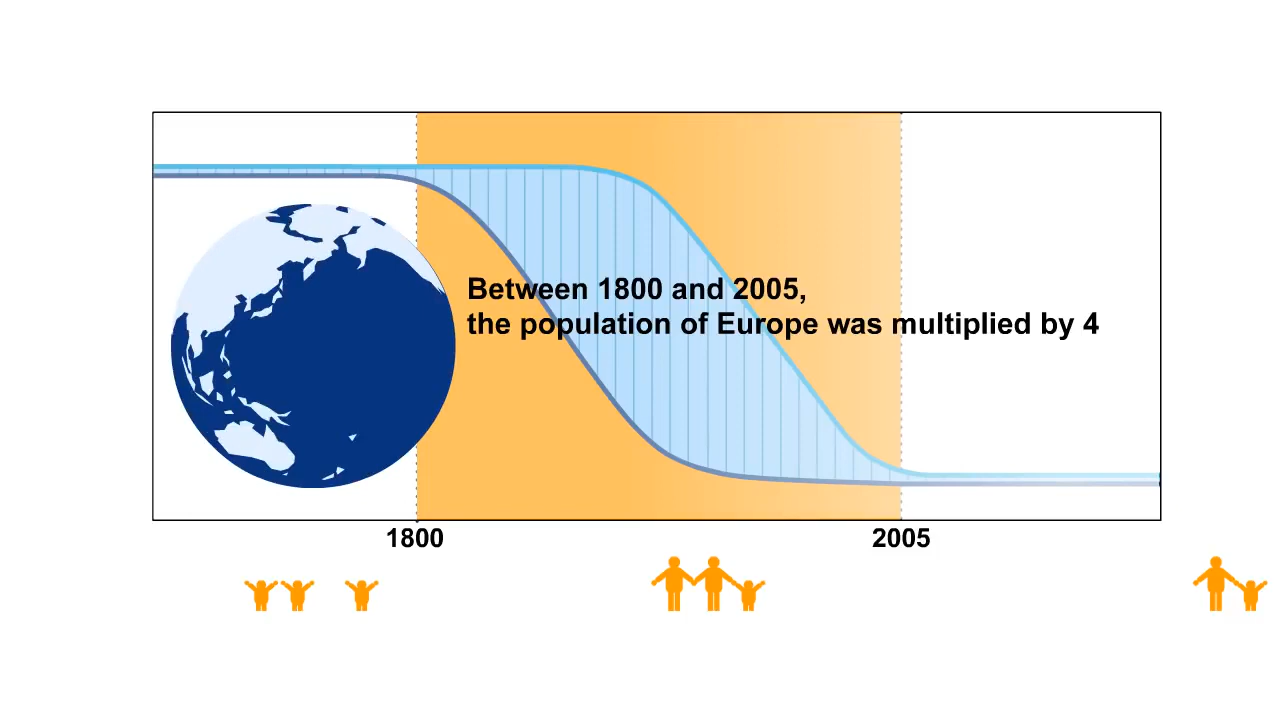 Between 1800 and 2005,
the population of Europe was multiplied by 4
1800
2005